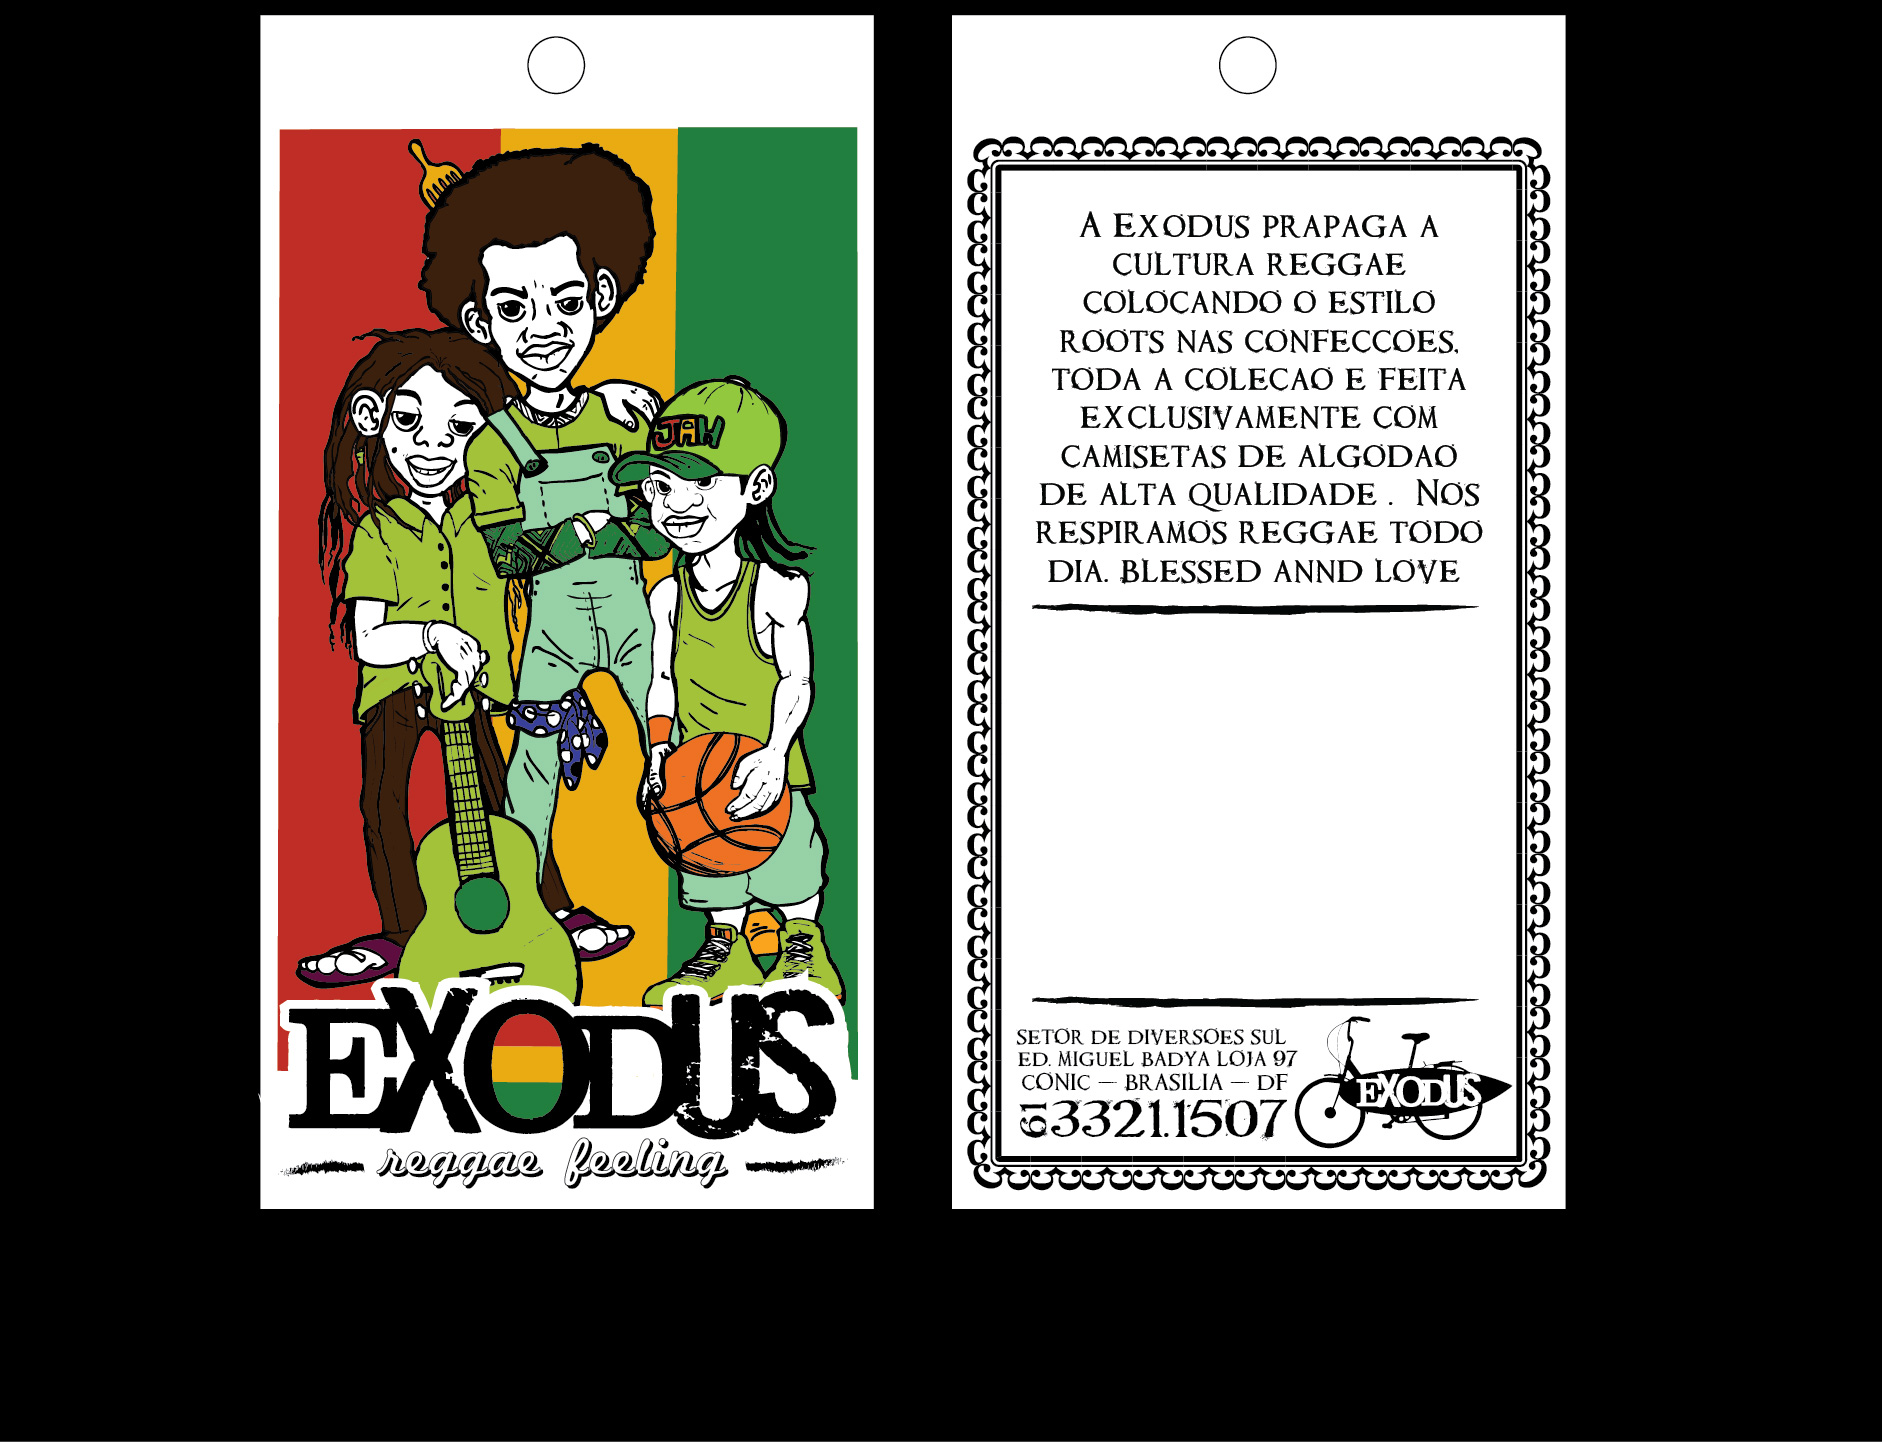 JAH
EXODUS
reggae feeling
A EXODUS PRAPAGA A
CULTURA REGGAE
COLOCANDO O ESTILO
ROOTS NAS CONFECCOES.
TODA A COLECAO E FEITA
EXCLUSIVAMENTE COM
CAMISETAS DE ALGODAO
DE ALTA QUALIDADE . NOS
RESPIRAMOS REGGAE TODO
DIA. BLESSED ANND LOVE
SETOR DE DIVERSOES SUL
ED. MIGUEL BADYA LOJA 97
CONIC — BRASILIA — DF
61 3321.1507
EXODUS